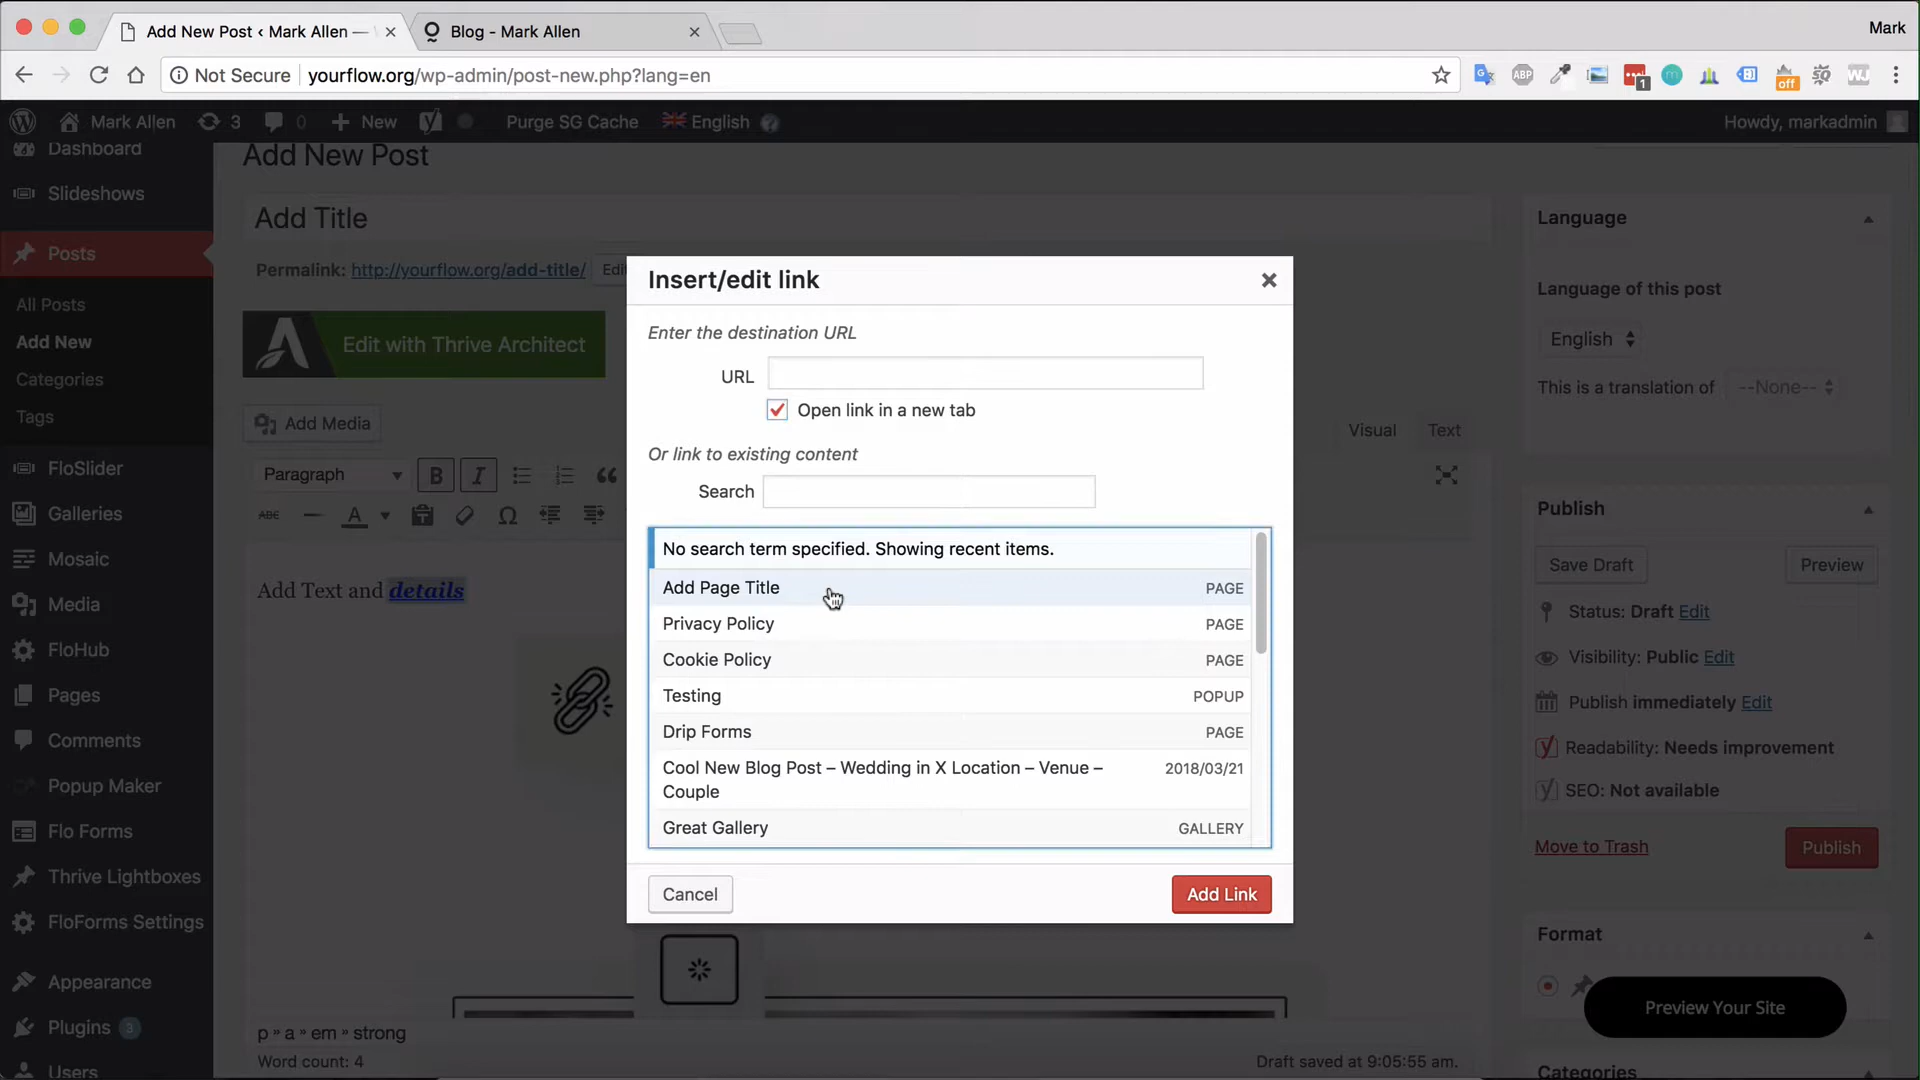 Add New Post ‹ Mark Allen —
Blog - Mark Allen
Mark
Not Secure
yourflow.org/wp-admin/post-new.php?lang=en
ABP
1
off
WJ
Mark Allen
3
0
New
Purge SG Cache
English
Howdy, markadmin
Dashboard
Slideshows
Posts
All Posts
Add New
Categories
Tags
FloSlider
Galleries
Mosaic
Media
FloHub
Pages
Comments
Popup Maker
Flo Forms
Thrive Lightboxes
FloForms Settings
Appearance
Plugins 3
Users
Add New Post
Add Title
Permalink: http://yourflow.org/add-title/
Edit with Thrive Architect
Add Media
Visual
Text
Paragraph
B
I
ABC
A
Ω
Add Text and details
p » a » em » strong
Word count: 4
Draft saved at 9:05:55 am.
Insert/edit link
Enter the destination URL
URL
Open link in a new tab
Or link to existing content
Search
No search term specified. Showing recent items.
Add Page Title PAGE
Privacy Policy PAGE
Cookie Policy PAGE
Testing POPUP
Drip Forms PAGE
Cool New Blog Post – Wedding in X Location – Venue – 2018/03/21
Couple
Great Gallery GALLERY
Cancel
Add Link
Language
Language of this post
English
This is a translation of --None--
Publish
Save Draft
Preview
Status: Draft Edit
Visibility: Public Edit
Publish immediately Edit
Readability: Needs improvement
SEO: Not available
Move to Trash
Publish
Format
Preview Your Site
Categories